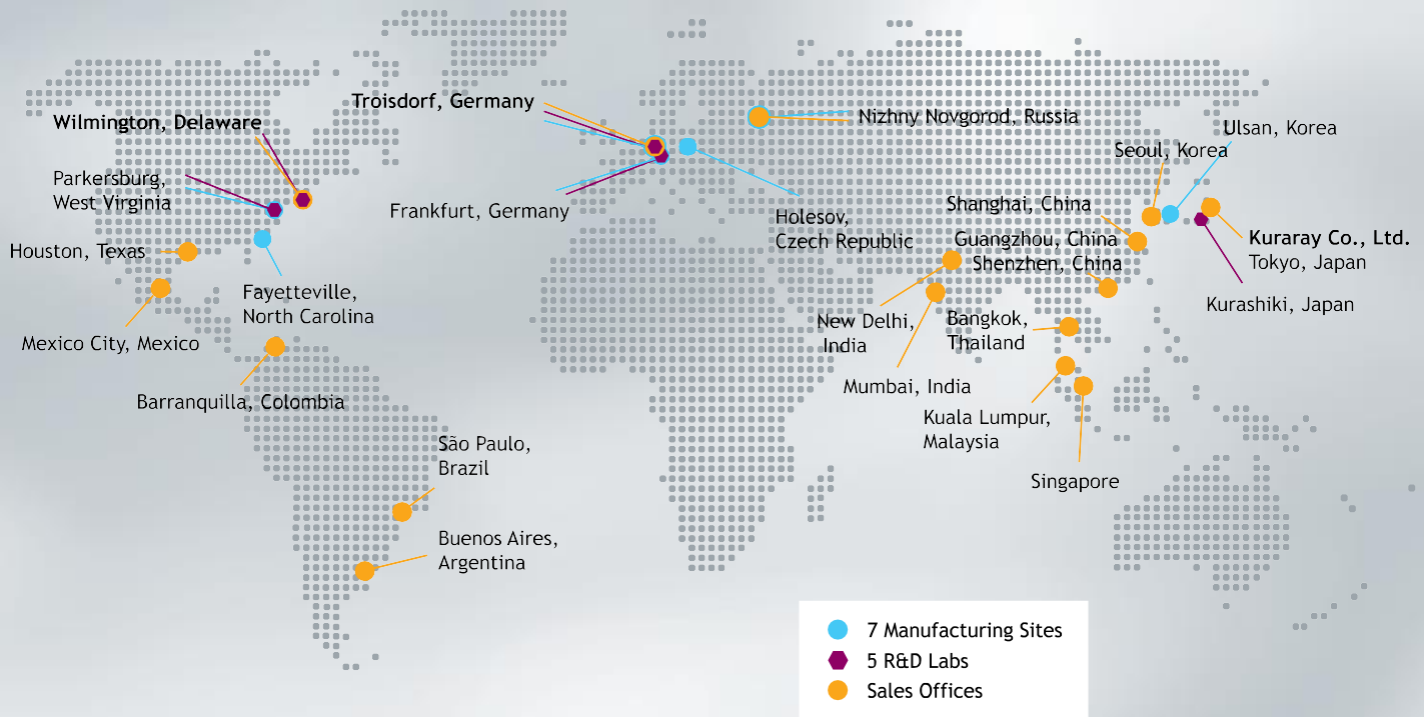 Troisdorf, Germany
Wilmington, Delaware
Nizhny Novgorod, Russia
Ulsan, Korea
Seoul, Korea
Parkersburg,
West Virginia
Frankfurt, Germany
Holesov,
Czech Republic
Shanghai, China
Guangzhou, China
Shenzhen, China
Kuraray Co., Ltd.
Tokyo, Japan
Houston, Texas
Fayetteville,
North Carolina
Kurashiki, Japan
New Delhi,
India
Bangkok,
Thailand
Mexico City, Mexico
Mumbai, India
Barranquilla, Colombia
Kuala Lumpur,
Malaysia
São Paulo,
Brazil
Singapore
Buenos Aires,
Argentina
7 Manufacturing Sites
5 R&D Labs
Sales Offices